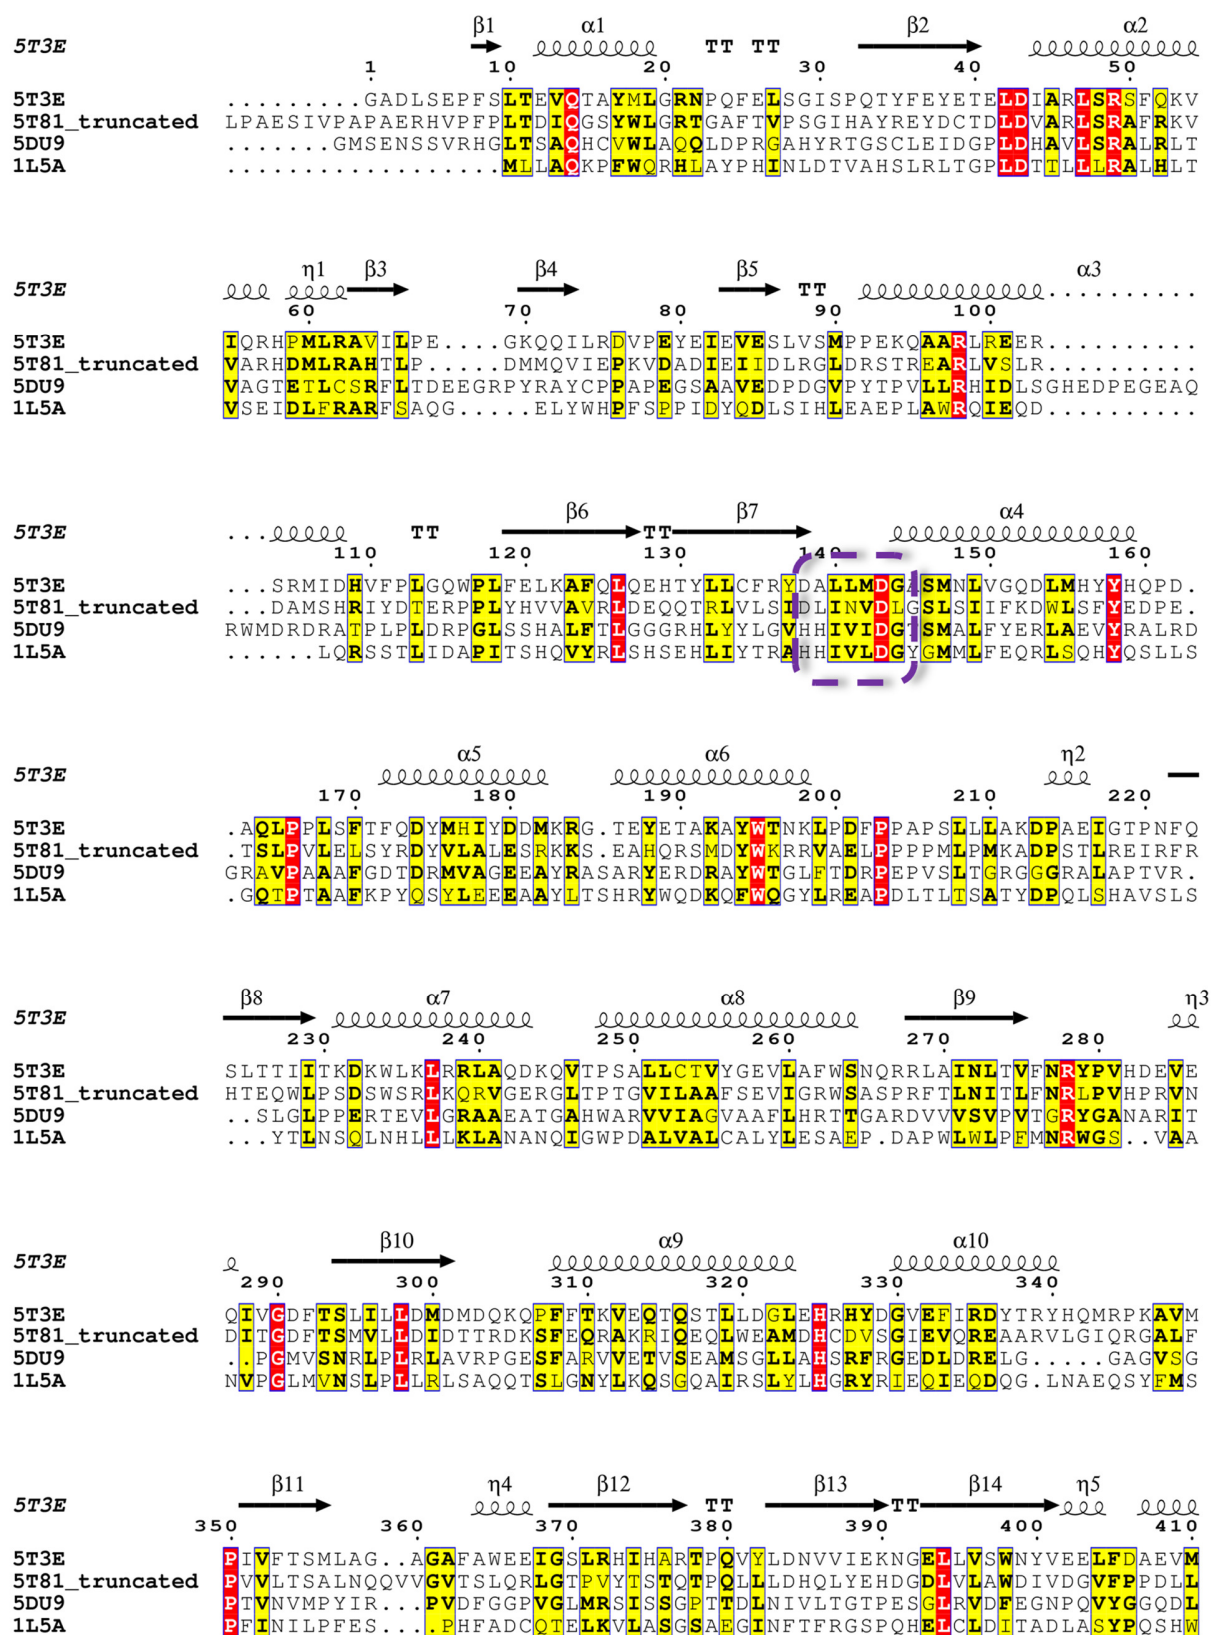 β1 α1 β2 α2
5T3E TT TT
1 10 20 30 40 50
5T3E .........GADLSEPFSLTEVQTAYMLGRNPQFELSGISPQTYFEYETELDIARLSRSFQKV
5T81_truncated LPAESIVPAPAERHVPFPLTDIQGSYWLGRTGAFTVPSGIHAYREYDCTDLDVARLSRAFRKV
5DU9 .......GMSENSSVRHGLTSAQHCVWLAQQLDPRGAHYRTGSCLEIDGPLDHAVLSRALRLT
1L5A ..................MLLAQKPFWQRHLAYPHINLDTVAHSLRLTGPLDTTLLLRALHLT
η1 β3 β4 β5 α3
5T3E TT ..........
60 70 80 90 100
5T3E IQRHPMLRAVILPE.....GKQQILRDVPEYEIEVESLVSMPPEKQAARLREER..........
5T81_truncated VARHDMLRAHTLP......DMMQVIEPKVDADIEIIDLRGLDRSTREARLVSLR..........
5DU9 VAGTETLCSRFLTDEEGRPYRAYCPPAPEGSAAVEDPDGVPYTPVLLRHIDLSGHEDPEGEAQ
1L5A VSEIDLFRARFSAQG.....ELYWHPFSPPIDYQDLSIHLEAEPLAWRQIEQD..........
β6 β7 α4
5T3E ... TT TT
110 120 130 140 150 160
5T3E ...SRMIDHVFPLGQWPLFELKAFQLQEHTYLLCFRYDALLMDGASMNLVGQDLMHYYHQPD.
5T81_truncated ...DAMSHRIYDTERPPLYHVVAVRLDEQQTRLVLSIDLINVDLGSLSIIFKDWLSFYEDPE.
5DU9 RWMDRDRATPLPLDRPGLSSHALFTLGGGRHLYYLGVHHIVIDGTSMALFYERLAEVYRALRD
1L5A ......LQRSSTLIDAPITSHQVYRLSHSEHLIYTRAHHIVLDGYGMMLFEQRLSQHYQSLLS
α5 α6 η2
5T3E
170 180 190 200 210 220
5T3E .AQLPPLSFTFQDYMHIYDDMKRG.TEYETAKAYWTNKLPDFPPAPSLLLAKDPAEIGTPNFQ
5T81_truncated .TSLPVLELSYRDYVLALESRKKS.EAHQRSMDYWKRRVAELPPPPMLPMKADPSTLREIRFR
5DU9 GRAVPAAAFGDTDRMVAGEEAYRASARYERDRAYWTGLFTDRPEPVSLTGRGGGRALAPTVR.
1L5A .GQTPTAAFKPYQSYLEEEAAYLTSHRYWQDKQFWQGYLREAPDLTLTSATYDPQLSHAVSLS
β8 α7 α8 β9 η3
5T3E
230 240 250 260 270 280
5T3E SLTTIITKDKWLKLRRLAQDKQVTPSALLCTVYGEVLAFWSNQRRLAINLTVFNRYPVHDEVE
5T81_truncated HTEQWLPSDRWSRLKQRVGERGLTPTGVILAAFSEVIGRWSASPRFTLNITLFNRLPVHPRVN
5DU9 ..SLGLPPERTEVLGRAAEATGAHWARVVIAGVAAFLHRTTGARDVVVSVPVTGRYGANARIT
1L5A ...YTLNSQLNHLLLKLANANQIGWPDALVALCALYLESAEP.DAPWLWLPFMNRWGS..VAA
β10 α9 α10
5T3E
290 300 310 320 330 340
5T3E QIVGDFTSLILLDMDMDQKQPFFTKVEQTQSTLLDGLEHRHYDGVEFIRDYTRYHQMRPKAVM
5T81_truncated DITGDFTSMVLLDIDTTRDKSFEQRAKRIQEQLWEAMDHCDVSGIEVQREAARVLGIQRGALF
5DU9 ..PGMVSNRLPLRLAVRPGESFARVVETVSEAMSGLLAHSRFRGEDLDRELG.....GAGVSG
1L5A NVPGLMVNSLPLLRLSAQQTSLGNYLKQSGQAIRSLYLHGRYRIEQIEQDQG.LNAEQSYFMS
β11 η4 β12 β13 β14 η5
5T3E TT TT
350 360 370 380 390 400 410
5T3E PIVFTSMLAG..AGAFAWEEIGSLRHIHARTPQVYLDNVVIEKNGELLVSWNYVEELFDAEVM
5T81_truncated PVVLTSALNQQVVGVTSLQRLGTPVYTSTQTPQLLLDHQLYEHDGDLVLAWDIVDGVFPPDLL
5DU9 PTVNVMPYIR...PVDFGGPVGLMRSISSGPTTDLNIVLTGTPESGLRVDFEGNPQVYGGQDL
1L5A PFINILPFES....PHFADCQTELKVLASGSAEGINFTFRGSPQHELCLDITADLASYPQSHW